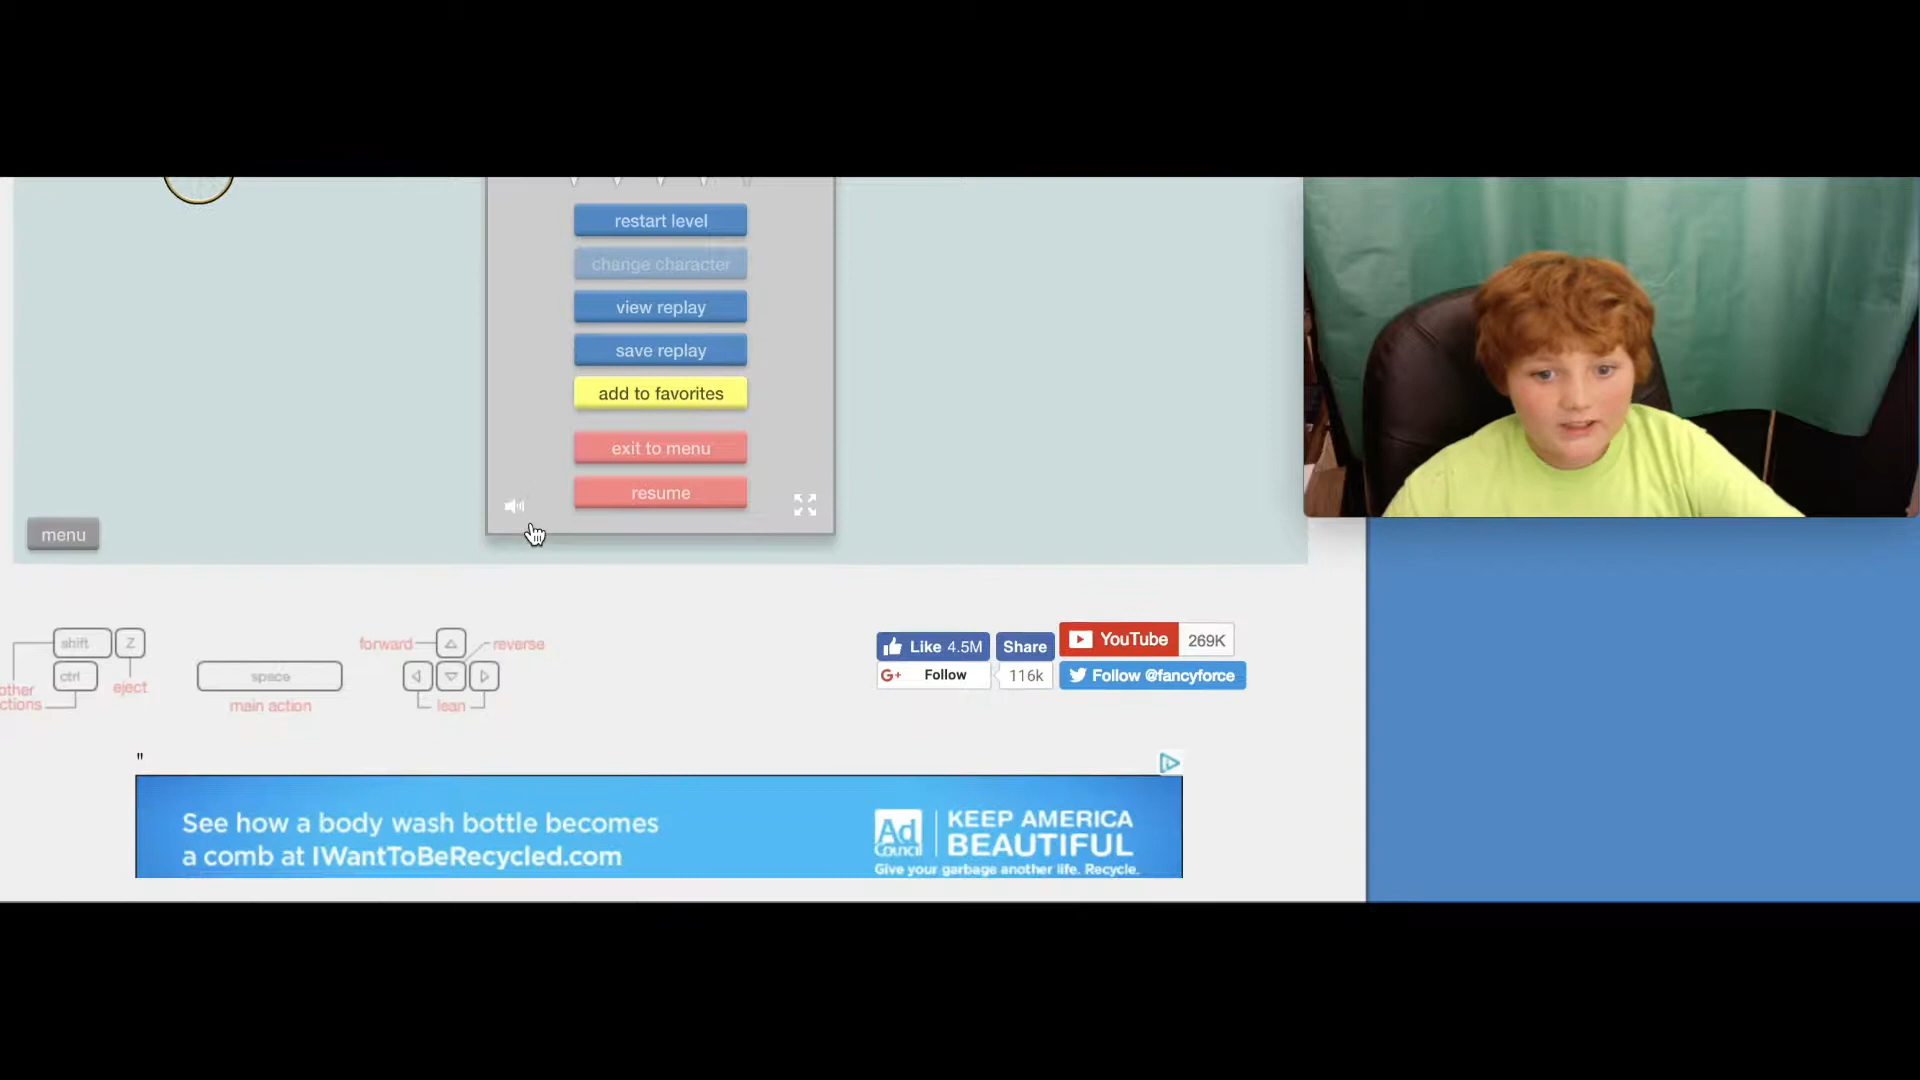 restart level
change character
view replay
save replay
add to favorites
exit to menu
resume
menu
shift
Z
ctrl
other
ctions
eject
space
main action
forward
reverse
lean
Like 4.5M
Share
YouTube
269K
G+ Follow
116k
Follow @fancyforce
"
See how a body wash bottle becomes
a comb at IWantToBeRecycled.com
Ad
Council
KEEP AMERICA
BEAUTIFUL
Give your garbage another life. Recycle.